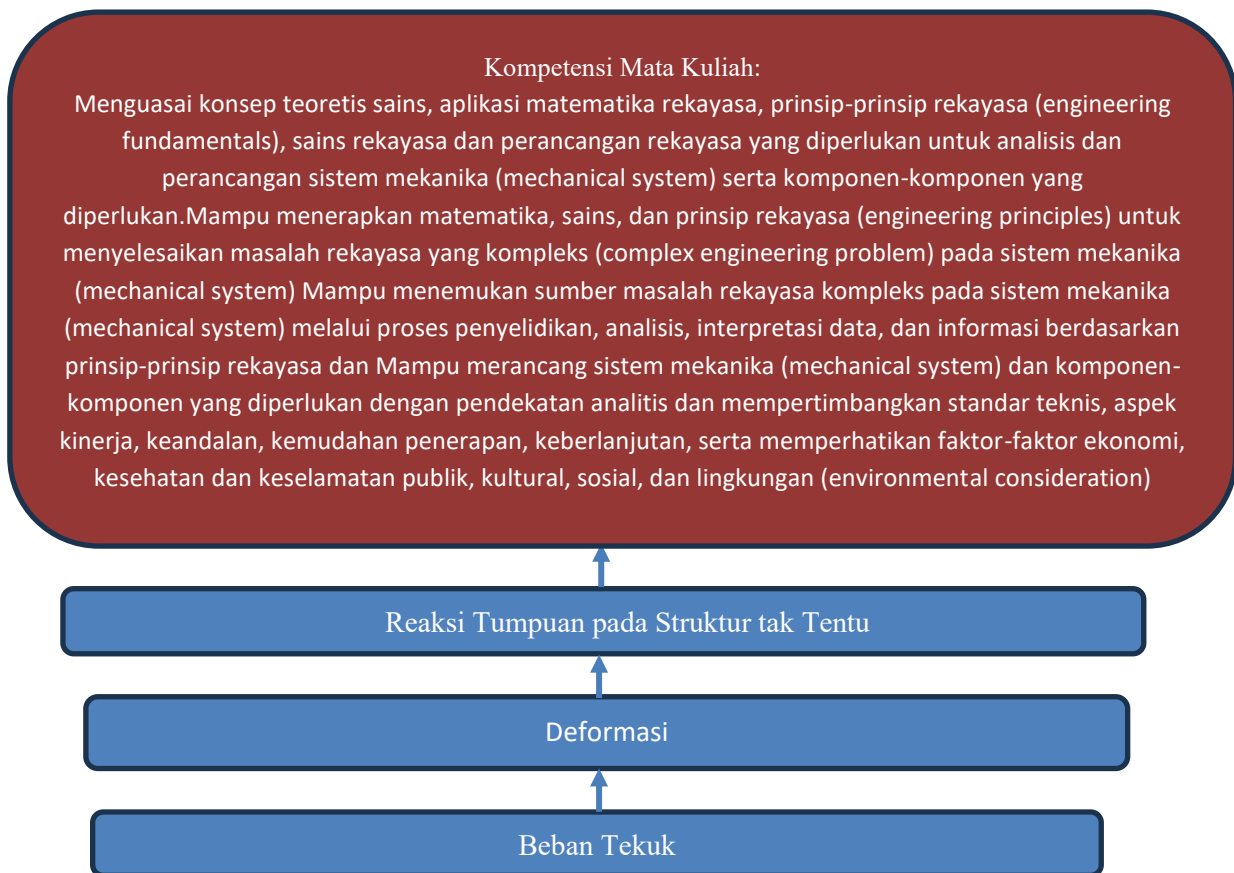 Kompetensi Mata Kuliah:
Menguasai konsep teoretis sains, aplikasi matematika rekayasa, prinsip-prinsip rekayasa (engineering
fundamentals), sains rekayasa dan perancangan rekayasa yang diperlukan untuk analisis dan
perancangan sistem mekanika (mechanical system) serta komponen-komponen yang
diperlukan.Mampu menerapkan matematika, sains, dan prinsip rekayasa (engineering principles) untuk
menyelesaikan masalah rekayasa yang kompleks (complex engineering problem) pada sistem mekanika
(mechanical system) Mampu menemukan sumber masalah rekayasa kompleks pada sistem mekanika
(mechanical system) melalui proses penyelidikan, analisis, interpretasi data, dan informasi berdasarkan
prinsip-prinsip rekayasa dan Mampu merancang sistem mekanika (mechanical system) dan komponen-
komponen yang diperlukan dengan pendekatan analitis dan mempertimbangkan standar teknis, aspek
kinerja, keandalan, kemudahan penerapan, keberlanjutan, serta memperhatikan faktor-faktor ekonomi,
kesehatan dan keselamatan publik, kultural, sosial, dan lingkungan (environmental consideration)
Reaksi Tumpuan pada Struktur tak Tentu
Deformasi
Beban Tekuk